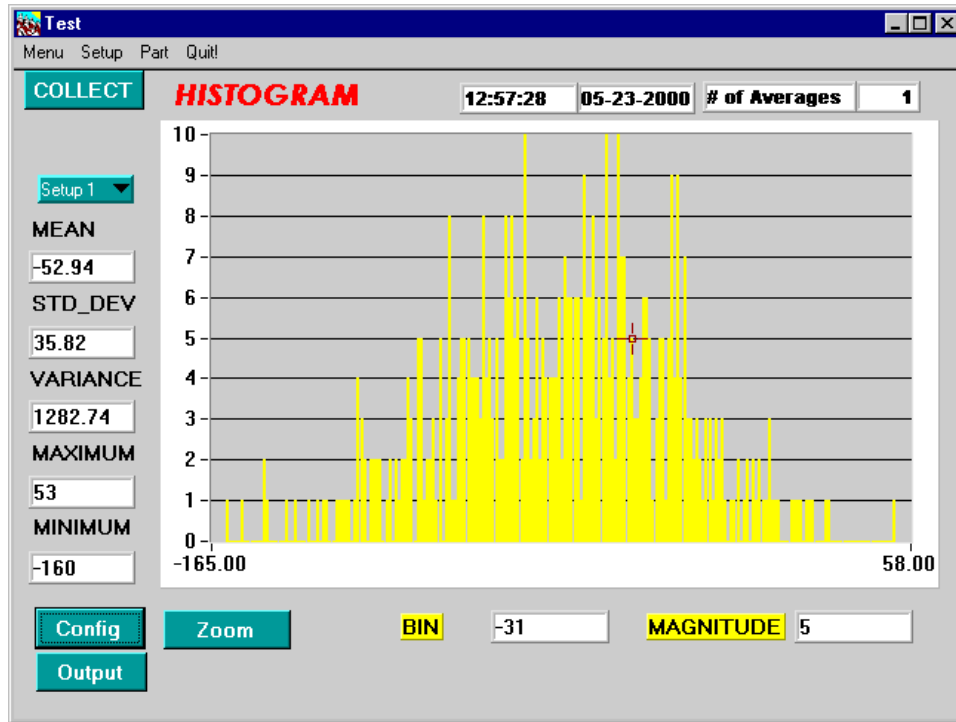 Test
Menu Setup Part Quit!
COLLECT
HISTOGRAM
12:57:28 05-23-2000 # of Averages 1
Setup 1
MEAN
-52.94
STD_DEV
35.82
VARIANCE
1282.74
MAXIMUM
53
MINIMUM
-160
10
9
8
7
6
5
4
3
2
1
0
-165.00 58.00
Config Zoom BIN -31 MAGNITUDE 5
Output